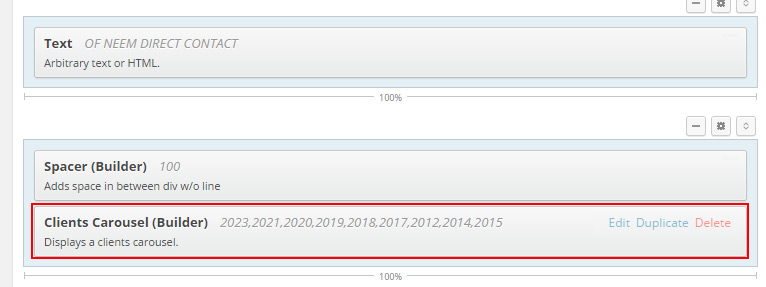 Text OF NEEM DIRECT CONTACT
Arbitrary text or HTML.
100%
Spacer (Builder) 100
Adds space in between div w/o line
Clients Carousel (Builder) 2023,2021,2020,2019,2018,2017,2012,2014,2015 Edit Duplicate Delete
Displays a clients carousel.
100%